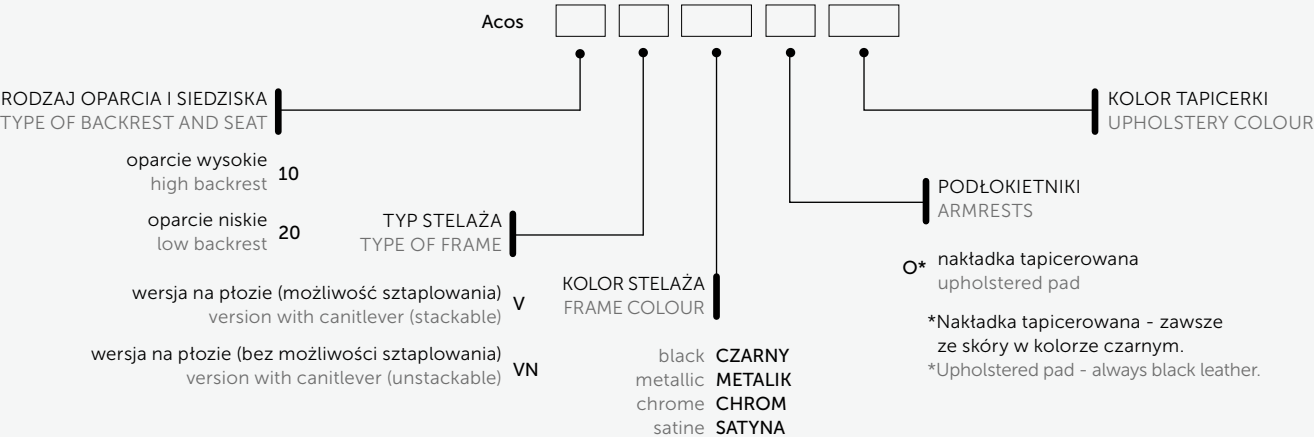 Acos
RODZAJ OPARCIA I SIEDZISKA
TYPE OF BACKREST AND SEAT
oparcie wysokie
high backrest
10
oparcie niskie
low backrest
20
TYP STELAŻA
TYPE OF FRAME
wersja na płozie (możliwość sztaplowania)
version with canitlever (stackable)
V
wersja na płozie (bez możliwości sztaplowania)
version with canitlever (unstackable)
VN
KOLOR STELAŻA
FRAME COLOUR
black CZARNY
metallic METALIK
chrome CHROM
satine SATYNA
PODŁOKIETNIKI
ARMRESTS
O*
nakładka tapicerowana
upholstered pad
*Nakładka tapicerowana - zawsze
ze skóry w kolorze czarnym.
*Upholstered pad - always black leather.
KOLOR TAPICERKI
UPHOLSTERY COLOUR